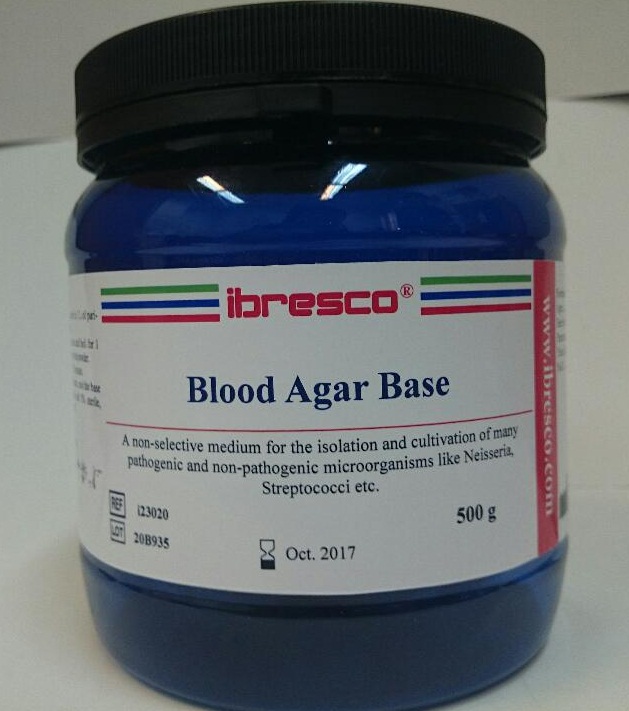 ibresco®
Blood Agar Base
A non-selective medium for the isolation and cultivation of many
pathogenic and non-pathogenic microorganisms like Neisseria,
Streptococci etc.
REF i23020
LOT 20B935
500 g
Oct. 2017
www.ibresco.com